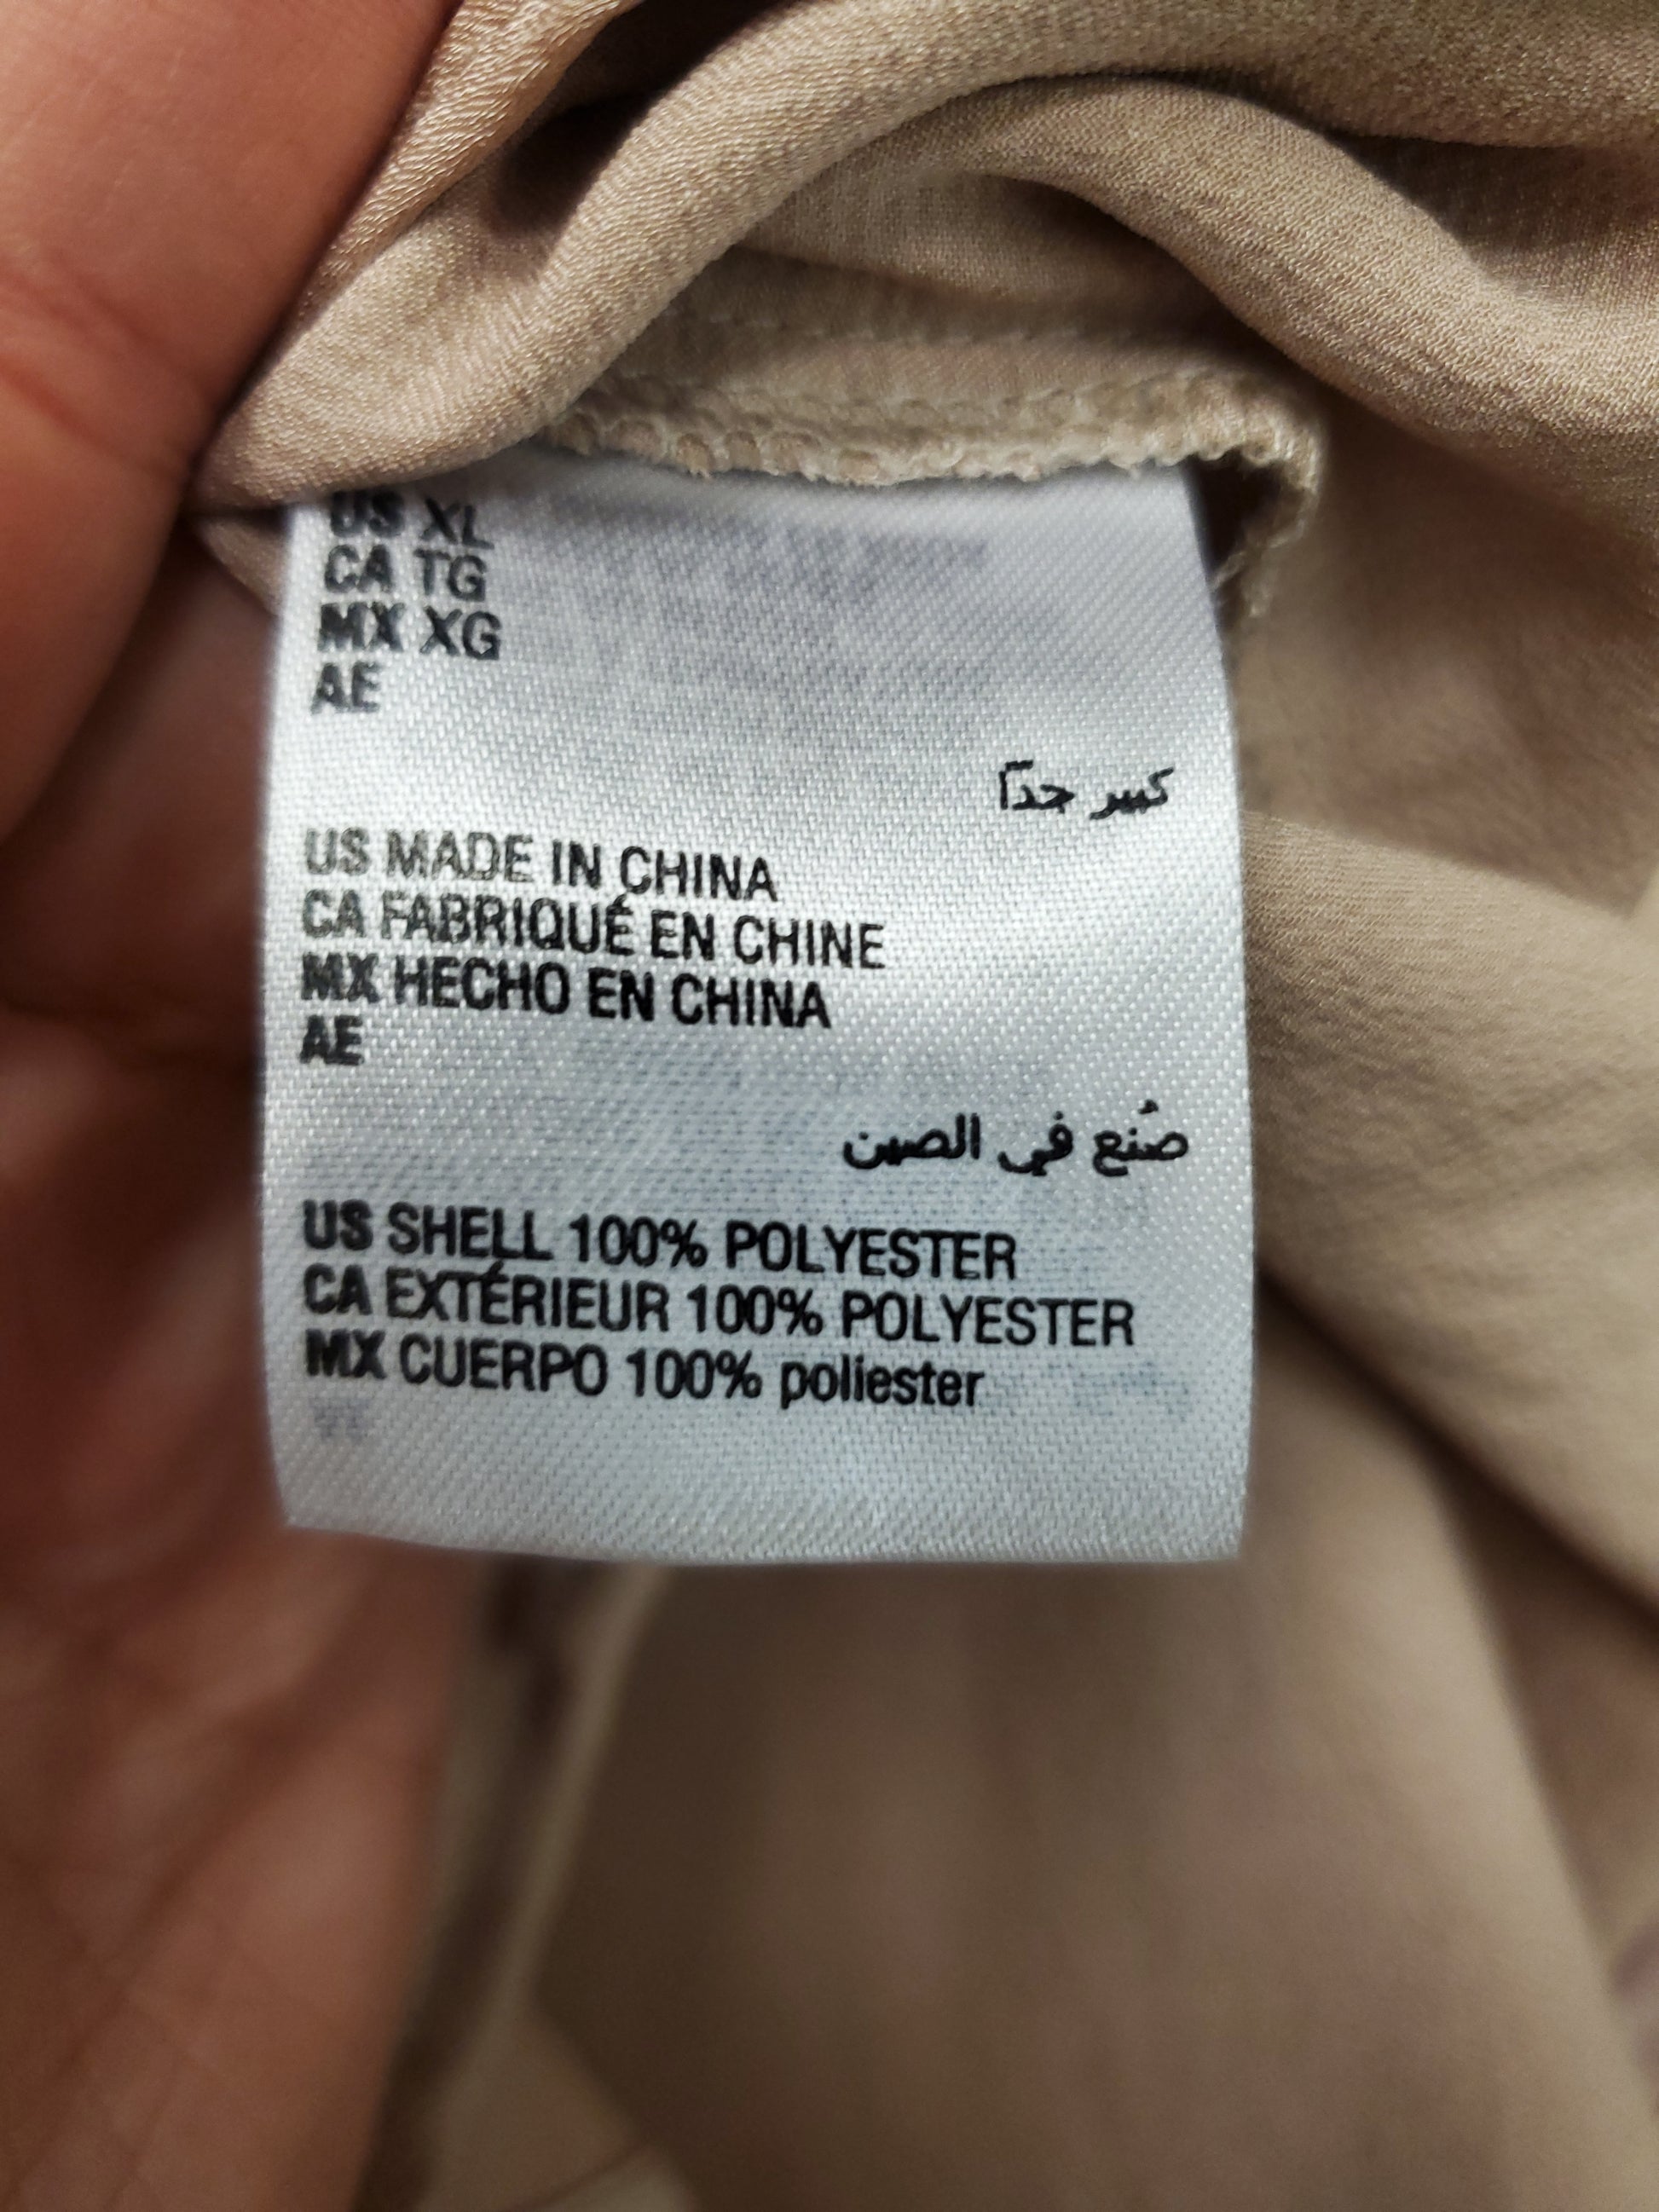 US XL
CA TG
MX XG
AE
كبير جدّاً
US MADE IN CHINA
CA FABRIQUÉ EN CHINE
MX HECHO EN CHINA
AE
صُنع في الصين
US SHELL 100% POLYESTER
CA EXTÉRIEUR 100% POLYESTER
MX CUERPO 100% poliester